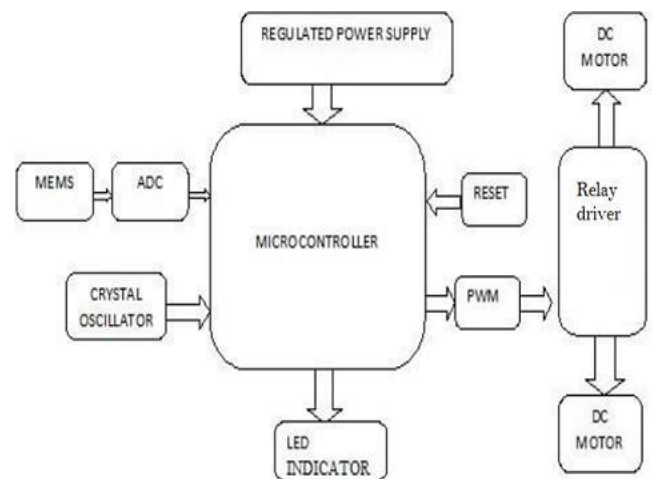 REGULATED POWER SUPPLY
DC
MOTOR
MEMS
ADC
RESET
Relay
driver
MICROCONTROLLER
CRYSTAL
OSCILLATOR
PWM
LED
INDICATOR
DC
MOTOR